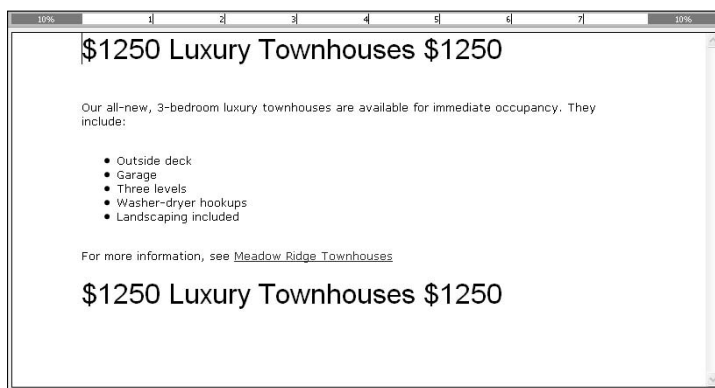 10% 1 2 3 4 5 6 7 10%
$1250 Luxury Townhouses $1250
Our all-new, 3-bedroom luxury townhouses are available for immediate occupancy. They
include:
• Outside deck
• Garage
• Three levels
• Washer-dryer hookups
• Landscaping included
For more information, see Meadow Ridge Townhouses
$1250 Luxury Townhouses $1250